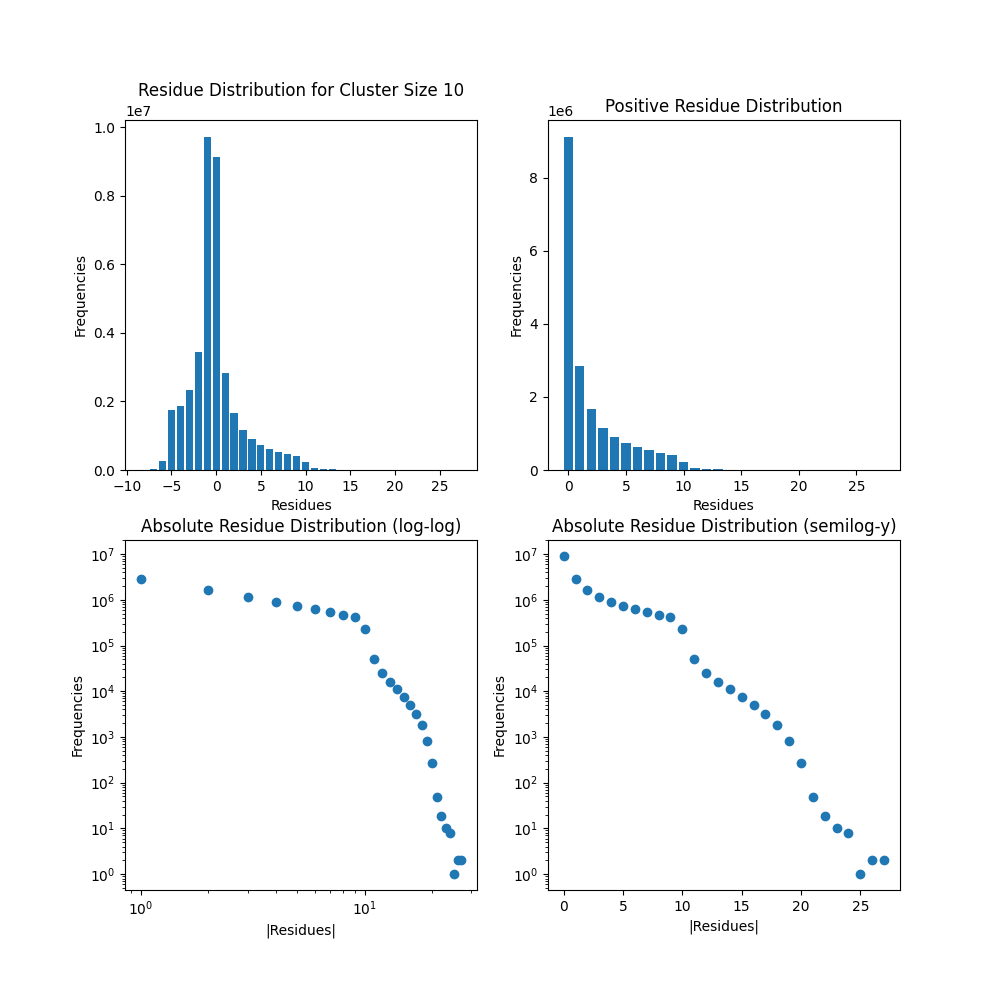 Residue Distribution for Cluster Size 10
1e7
1.0
0.8
0.6
0.4
0.2
0.0
Frequencies
−10 −5 0 5 10 15 20 25
Residues
Positive Residue Distribution
1e6
8
6
4
2
0
Frequencies
0 5 10 15 20 25
Residues
Absolute Residue Distribution (log-log)
10⁷
10⁶
10⁵
10⁴
10³
10²
10¹
10⁰
Frequencies
10⁰ 10¹
|Residues|
Absolute Residue Distribution (semilog-y)
10⁷
10⁶
10⁵
10⁴
10³
10²
10¹
10⁰
Frequencies
0 5 10 15 20 25
|Residues|